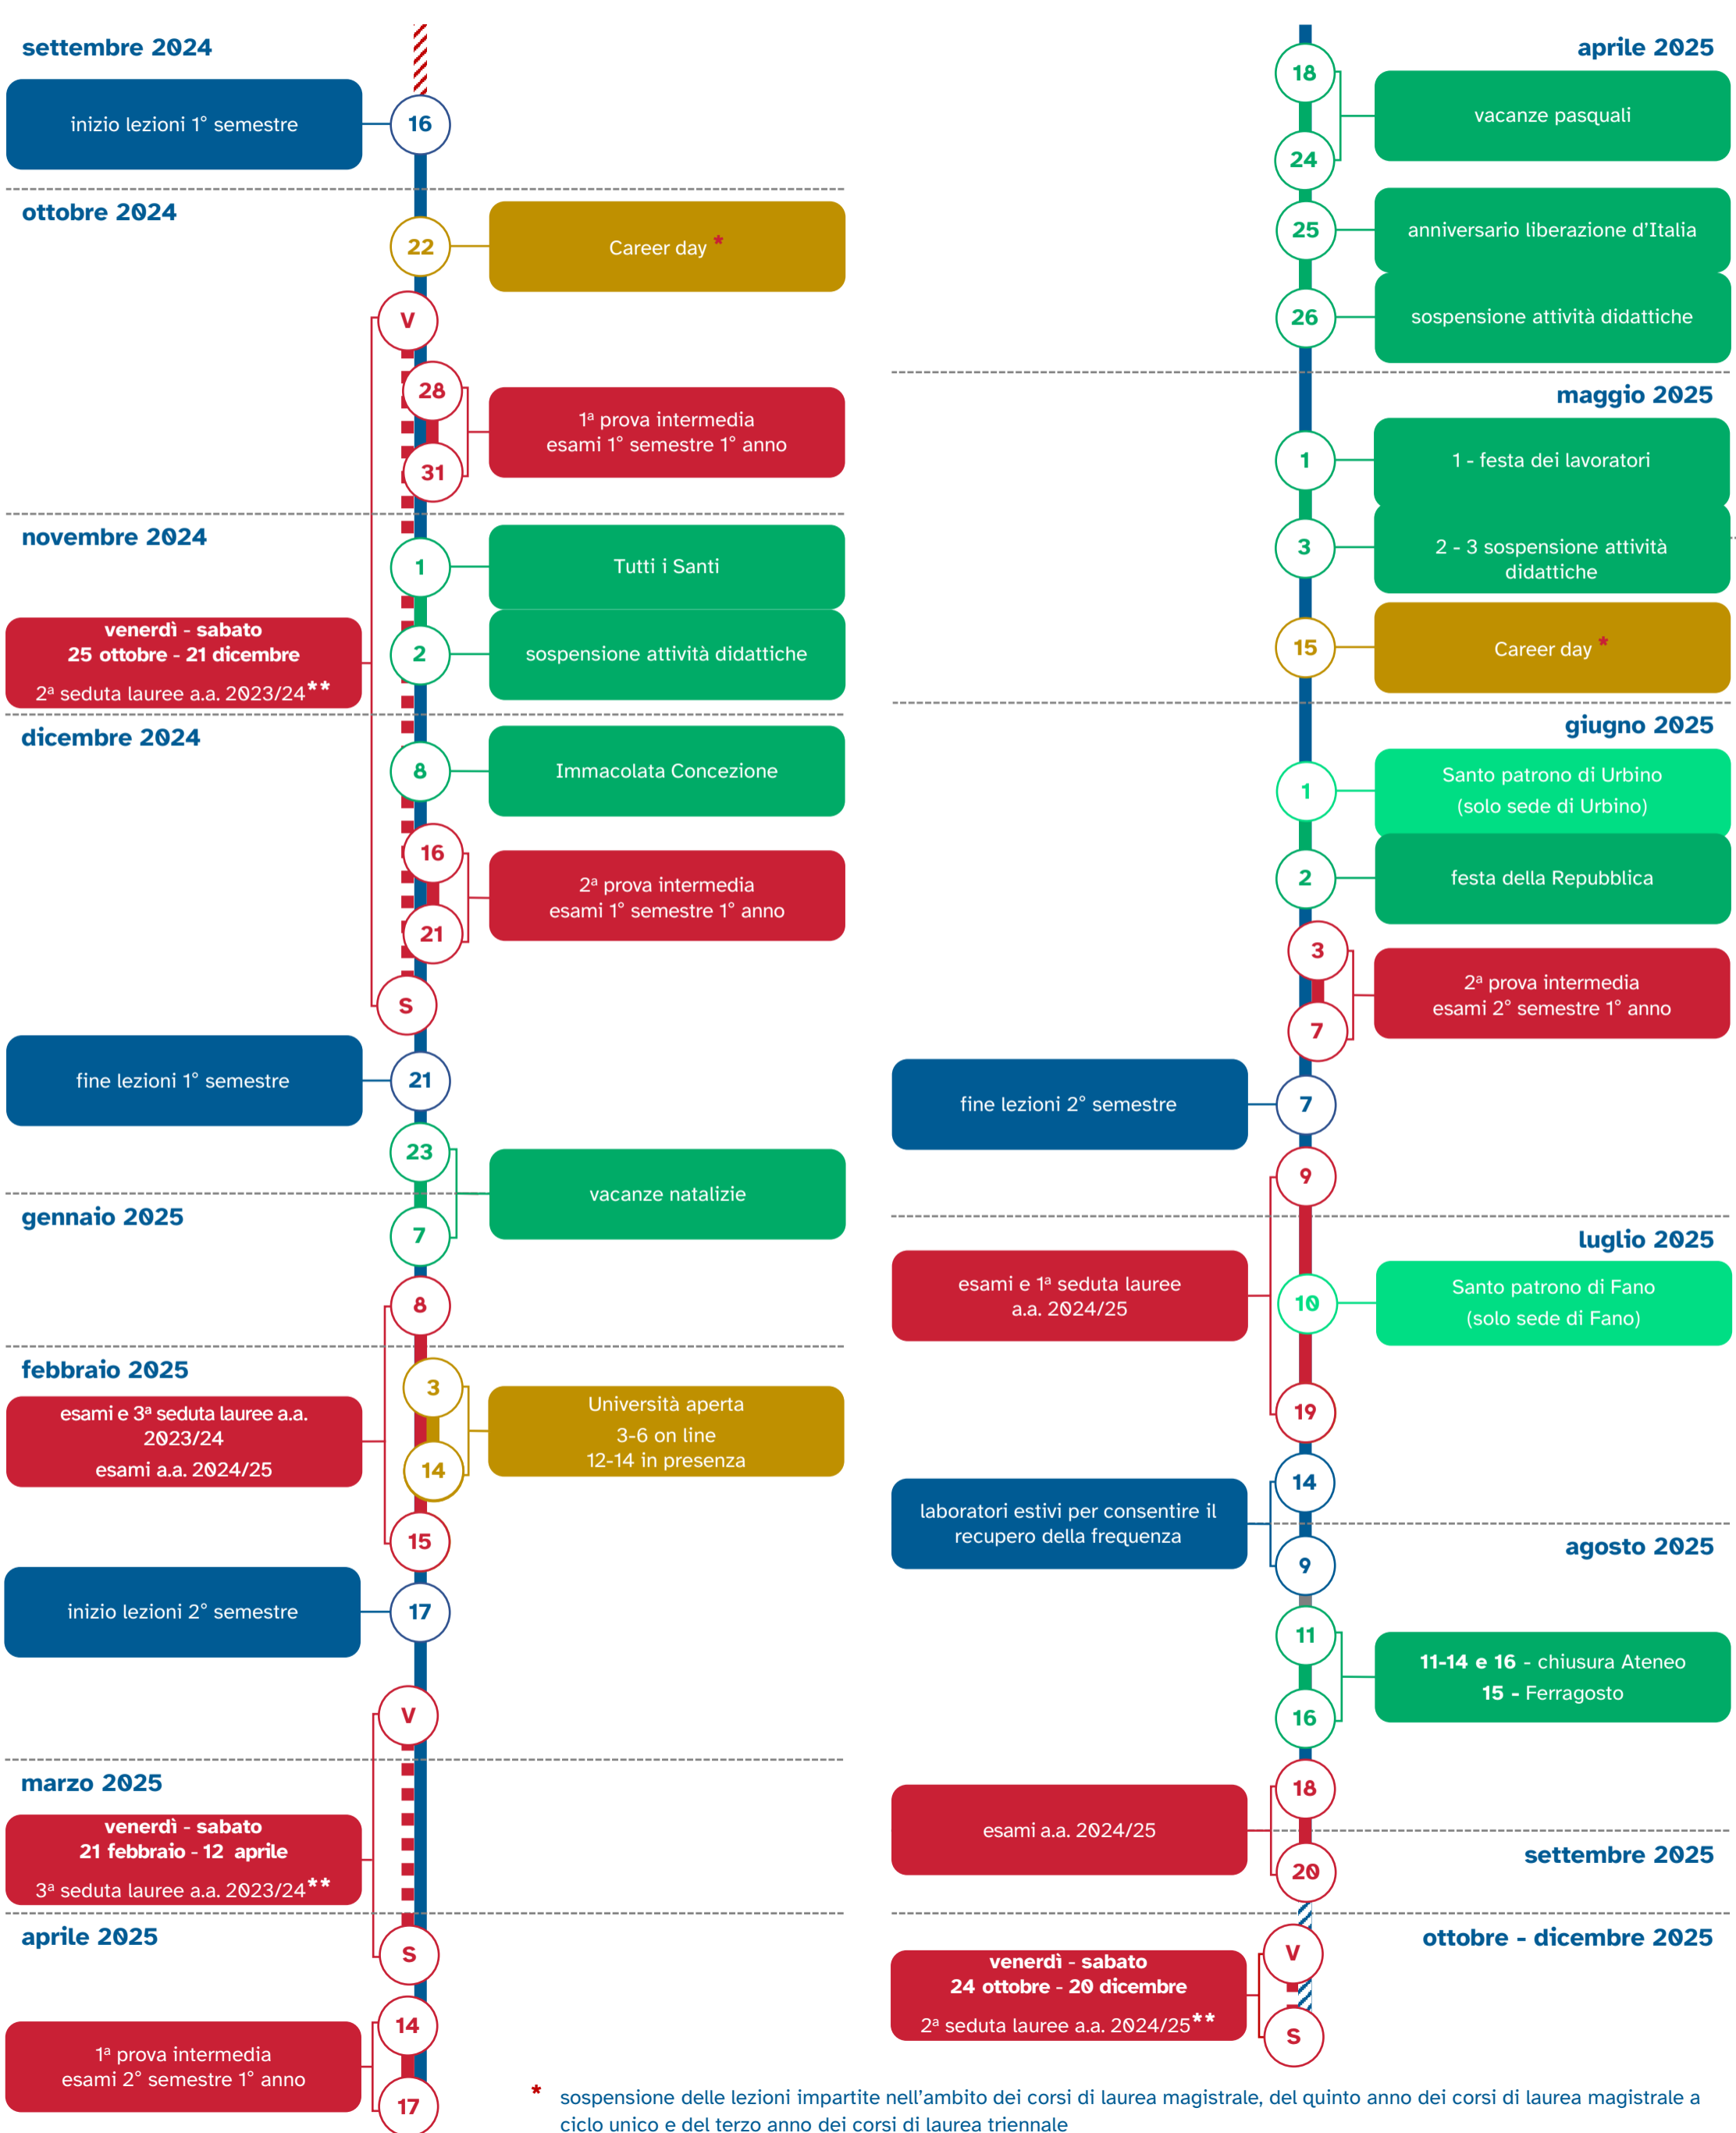 settembre 2024
inizio lezioni 1° semestre
16
ottobre 2024
22
Career day *
V
28
1ª prova intermedia
esami 1° semestre 1° anno
31
novembre 2024
1
Tutti i Santi
venerdì - sabato
25 ottobre - 21 dicembre
2ª seduta lauree a.a. 2023/24**
2
sospensione attività didattiche
dicembre 2024
8
Immacolata Concezione
16
2ª prova intermedia
esami 1° semestre 1° anno
21
S
fine lezioni 1° semestre
21
23
vacanze natalizie
gennaio 2025
7
8
febbraio 2025
esami e 3ª seduta lauree a.a.
2023/24
esami a.a. 2024/25
3
Università aperta
3-6 on line
12-14 in presenza
14
15
inizio lezioni 2° semestre
17
V
marzo 2025
venerdì - sabato
21 febbraio - 12 aprile
3ª seduta lauree a.a. 2023/24**
aprile 2025
S
14
1ª prova intermedia
esami 2° semestre 1° anno
17
aprile 2025
18
vacanze pasquali
24
25
anniversario liberazione d'Italia
26
sospensione attività didattiche
maggio 2025
1
1 - festa dei lavoratori
3
2 - 3 sospensione attività
didattiche
15
Career day *
giugno 2025
1
Santo patrono di Urbino
(solo sede di Urbino)
2
festa della Repubblica
3
2ª prova intermedia
esami 2° semestre 1° anno
7
fine lezioni 2° semestre
7
9
luglio 2025
esami e 1ª seduta lauree
a.a. 2024/25
10
Santo patrono di Fano
(solo sede di Fano)
19
14
laboratori estivi per consentire il
recupero della frequenza
agosto 2025
9
11
11-14 e 16 - chiusura Ateneo
15 - Ferragosto
16
18
esami a.a. 2024/25
settembre 2025
20
ottobre - dicembre 2025
V
venerdì - sabato
24 ottobre - 20 dicembre
2ª seduta lauree a.a. 2024/25**
S
* sospensione delle lezioni impartite nell'ambito dei corsi di laurea magistrale, del quinto anno dei corsi di laurea magistrale a
ciclo unico e del terzo anno dei corsi di laurea triennale